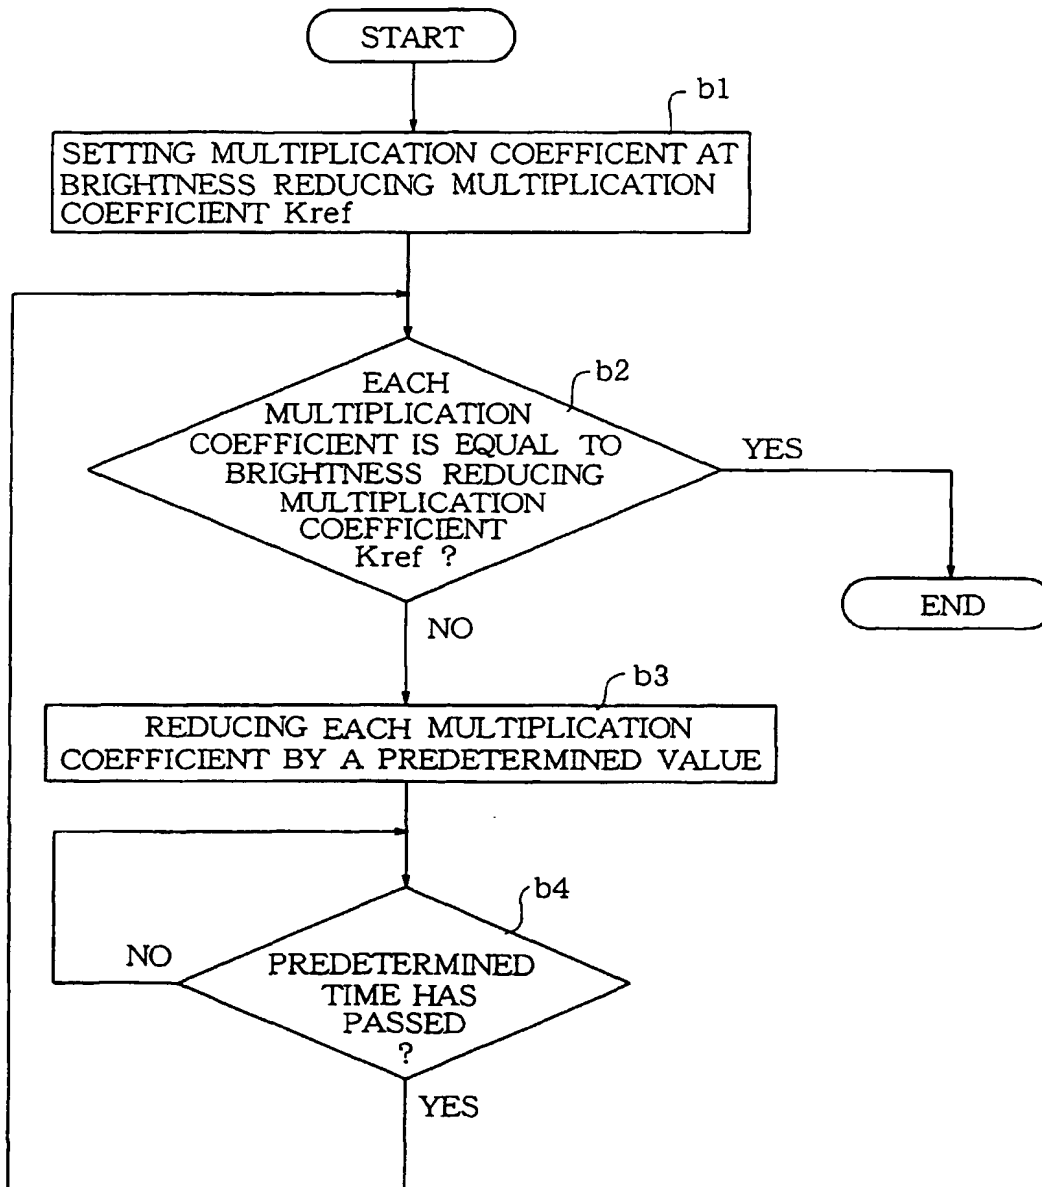 START
b1
SETTING MULTIPLICATION COEFFICENT AT
BRIGHTNESS REDUCING MULTIPLICATION
COEFFICIENT Kref
b2
EACH
MULTIPLICATION
COEFFICIENT IS EQUAL TO
BRIGHTNESS REDUCING
MULTIPLICATION
COEFFICIENT
Kref ?
YES
END
NO
b3
REDUCING EACH MULTIPLICATION
COEFFICIENT BY A PREDETERMINED VALUE
b4
NO
PREDETERMINED
TIME HAS
PASSED
?
YES